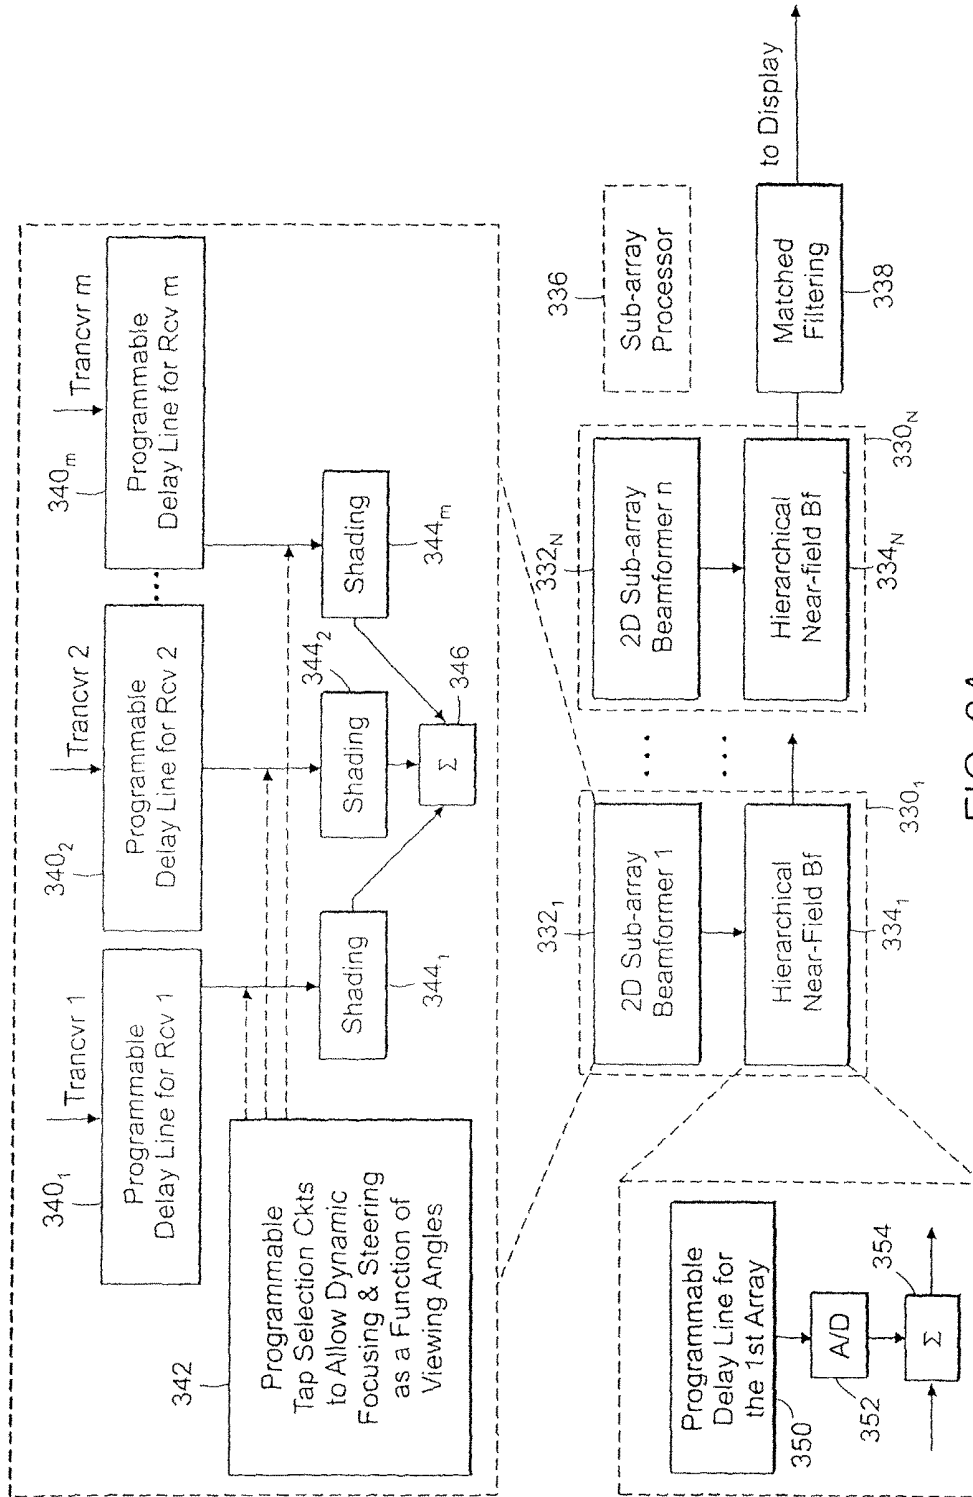 Trancvr 1
Trancvr 2
Trancvr m
340₁
340₂
340ₘ
Programmable
Delay Line for Rcv 1
Programmable
Delay Line for Rcv 2
•••
Programmable
Delay Line for Rcv m
342
Programmable
Tap Selection Ckts
to Allow Dynamic
Focusing & Steering
as a Function of
Viewing Angles
Shading
344₁
Shading
344₂
Shading
344ₘ
Σ
346
332₁
2D Sub-array
Beamformer 1
Hierarchical
Near-Field Bf
334₁
330₁
•••
•••
332N
2D Sub-array
Beamformer n
Hierarchical
Near-field Bf
334N
330N
336
Sub-array
Processor
Matched
Filtering
338
to Display
Programmable
Delay Line for
the 1st Array
350
A/D
352
Σ
354